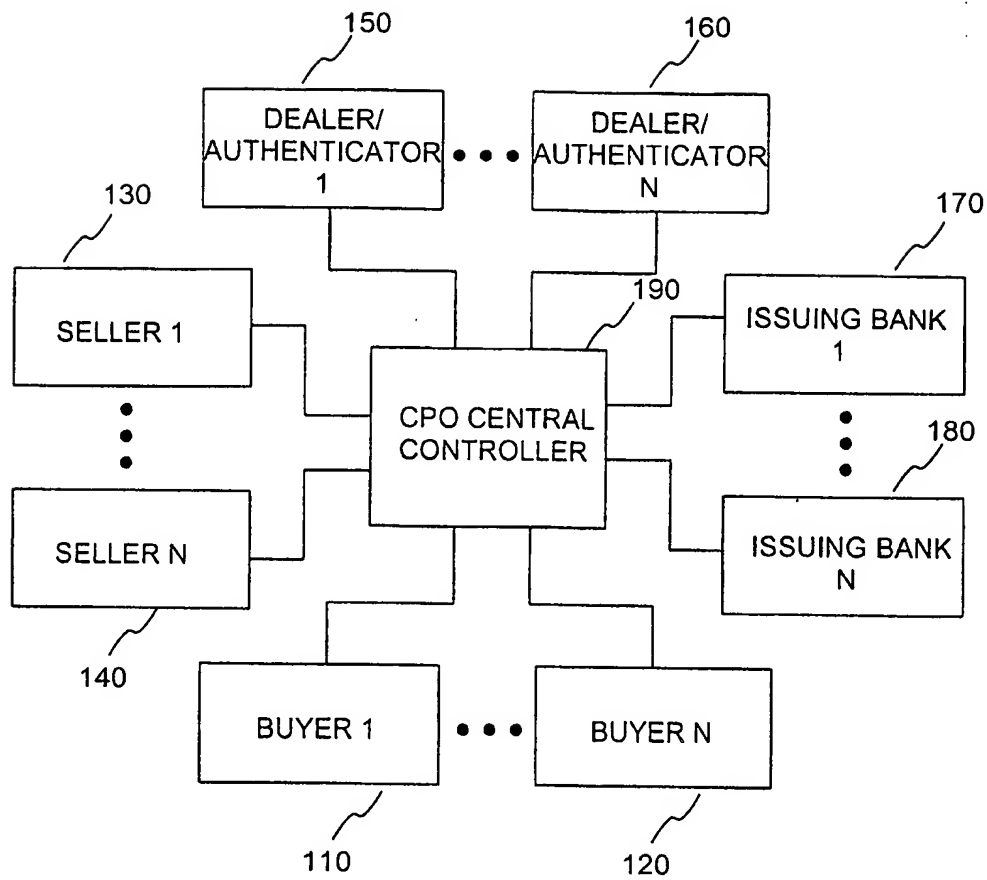 150
160
DEALER/
AUTHENTICATOR
1
DEALER/
AUTHENTICATOR
N
130
170
190
SELLER 1
ISSUING BANK
1
CPO CENTRAL
CONTROLLER
180
SELLER N
ISSUING BANK
N
140
BUYER 1
BUYER N
110
120